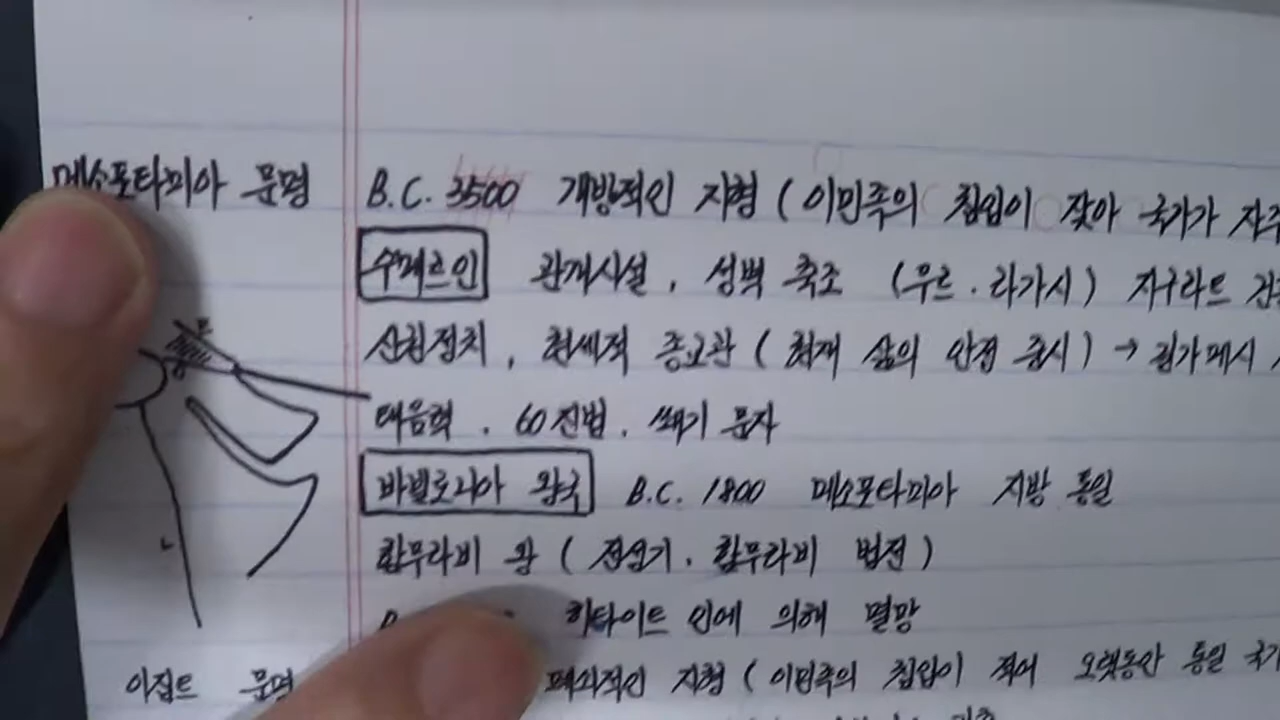 메소포타미아 문명 B.C. 3500 개방적인 지형 (이민족의 침입이 잦아 국가가 자주
수메르인 관개시설, 성벽 축조 (우르·라가시) 지구라트 건
신권정치, 현세적 종교관 (현재 삶의 안전 중시) → 길가메시
태음력. 60진법. 쐐기 문자
바빌로니아 왕국 B.C. 1800 메소포타미아 지방 통일
함무라비 왕 (전성기. 함무라비 법전)
히타이트 인에 의해 멸망
이집트 문명 폐쇄적인 지형 (이민족의 침입이 적어 오랫동안 통일 국가